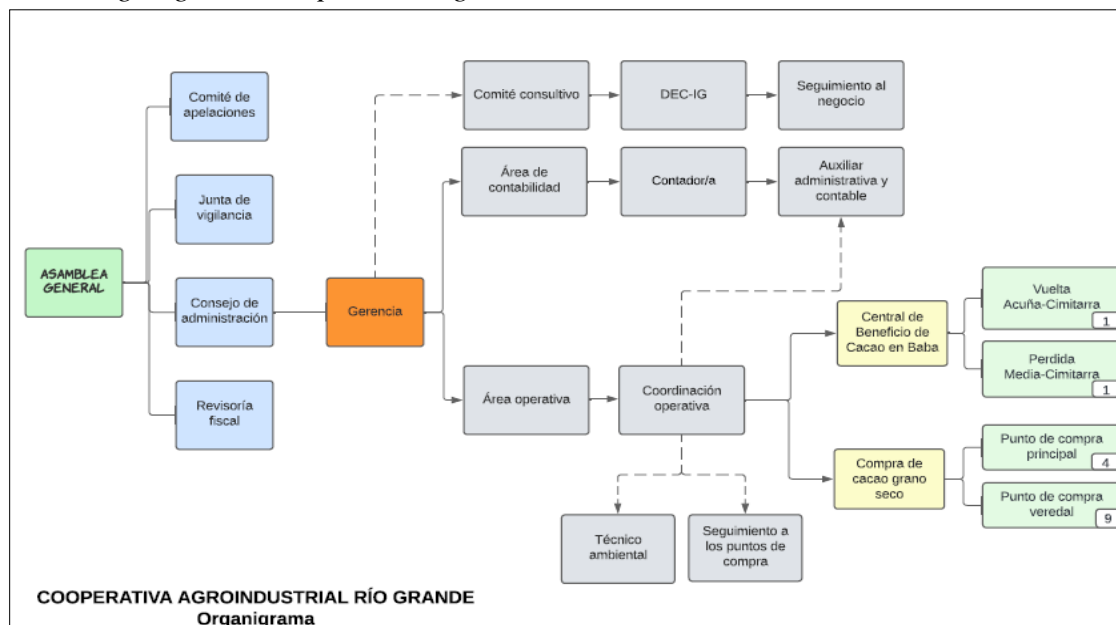 Comité de
apelaciones
Junta de
vigilancia
ASAMBLEA
GENERAL
Consejo de
administración
Revisoría
fiscal
Gerencia
Comité consultivo
DEC-IG
Seguimiento al
negocio
Área de
contabilidad
Contador/a
Auxiliar
administrativa y
contable
Área operativa
Coordinación
operativa
Técnico
ambiental
Seguimiento a
los puntos de
compra
Central de
Beneficio de
Cacao en Baba
Vuelta
Acuña-Cimitarra
1
Perdida
Media-Cimitarra
1
Compra de
cacao grano
seco
Punto de compra
principal
4
Punto de compra
veredal
9
COOPERATIVA AGROINDUSTRIAL RÍO GRANDE
Organigrama